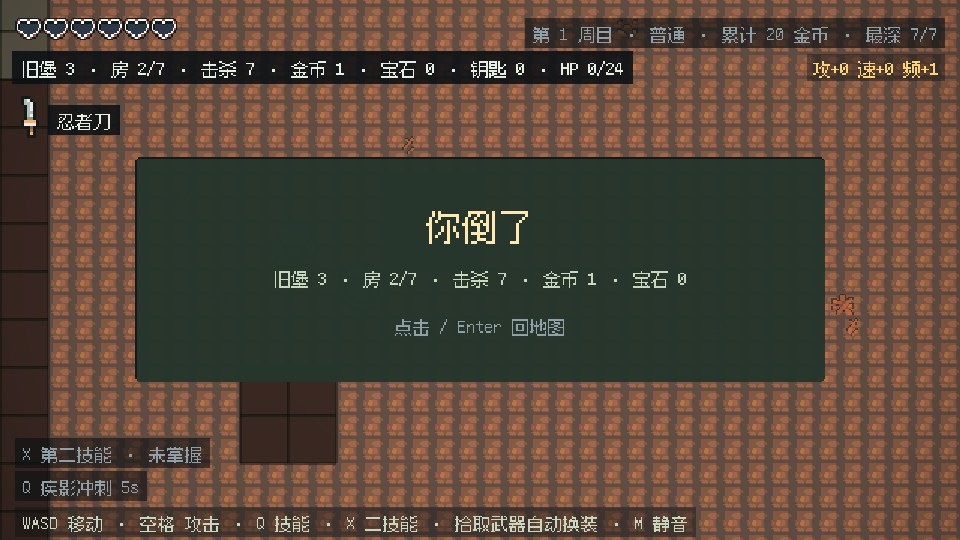 第 1 周目 · 普通 · 累计 20 金币 · 最深 7/7
旧堡 3 · 房 2/7 · 击杀 7 · 金币 1 · 宝石 0 · 钥匙 0 · HP 0/24
攻+0 速+0 频+1
忍者刀
你倒了
旧堡 3 · 房 2/7 · 击杀 7 · 金币 1 · 宝石 0
点击 / Enter 回地图
X 第二技能 · 未掌握
Q 疾影冲刺 5s
WASD 移动 · 空格 攻击 · Q 技能 · X 二技能 · 拾取武器自动换装 · M 静音